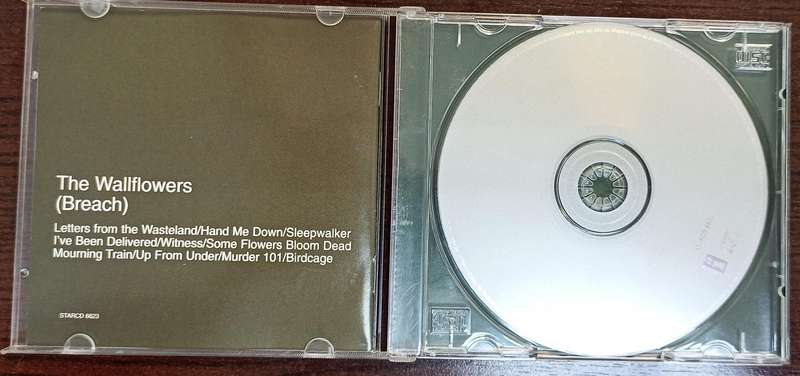 The Wallflowers
(Breach)
Letters from the Wasteland/Hand Me Down/Sleepwalker
I've Been Delivered/Witness/Some Flowers Bloom Dead
Mourning Train/Up From Under/Murder 101/Birdcage
STARCD 6623